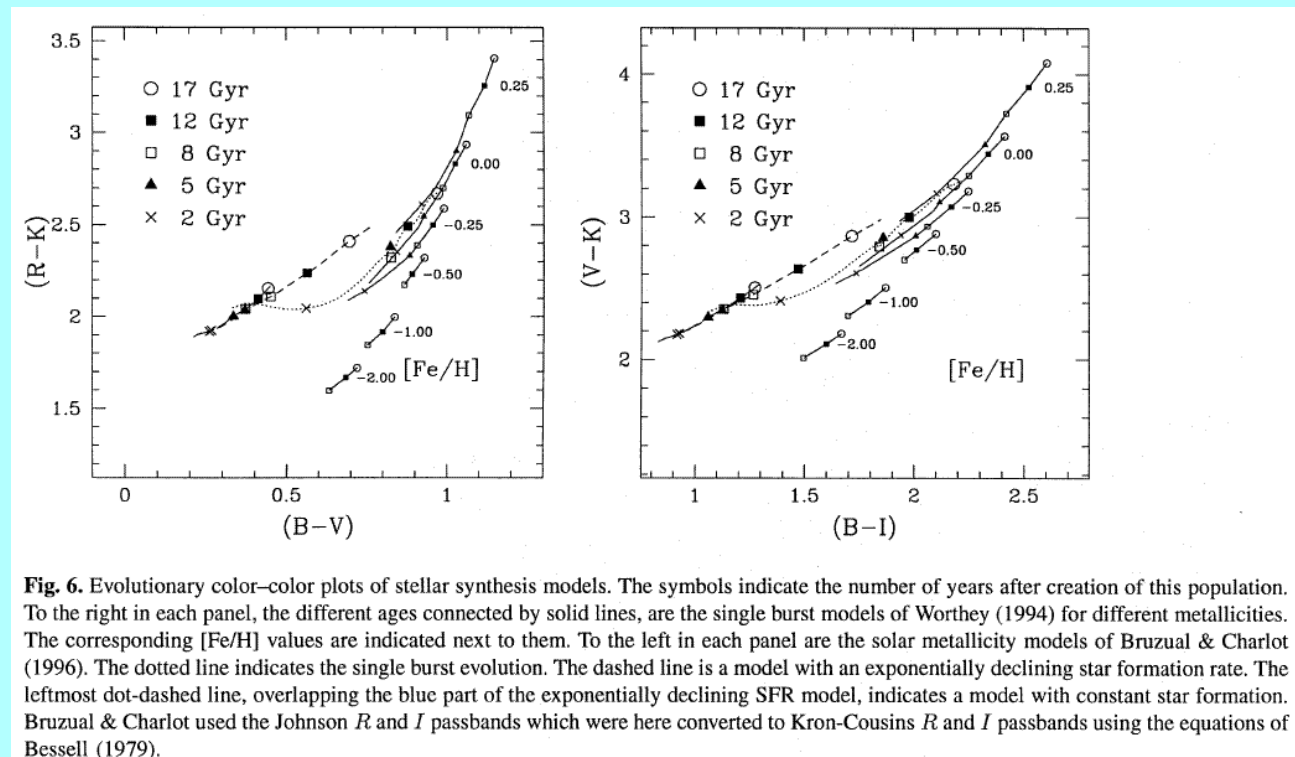 3.5
3
2.5
2
1.5
(R−K)
17 Gyr
12 Gyr
8 Gyr
5 Gyr
2 Gyr
0.25
0.00
−0.25
−0.50
−1.00
−2.00
[Fe/H]
0
0.5
1
(B−V)
4
3
2
(V−K)
17 Gyr
12 Gyr
8 Gyr
5 Gyr
2 Gyr
0.25
0.00
−0.25
−0.50
−1.00
−2.00
[Fe/H]
1
1.5
2
2.5
(B−I)
Fig. 6. Evolutionary color–color plots of stellar synthesis models. The symbols indicate the number of years after creation of this population.
To the right in each panel, the different ages connected by solid lines, are the single burst models of Worthey (1994) for different metallicities.
The corresponding [Fe/H] values are indicated next to them. To the left in each panel are the solar metallicity models of Bruzual & Charlot
(1996). The dotted line indicates the single burst evolution. The dashed line is a model with an exponentially declining star formation rate. The
leftmost dot-dashed line, overlapping the blue part of the exponentially declining SFR model, indicates a model with constant star formation.
Bruzual & Charlot used the Johnson R and I passbands which were here converted to Kron-Cousins R and I passbands using the equations of
Bessell (1979).